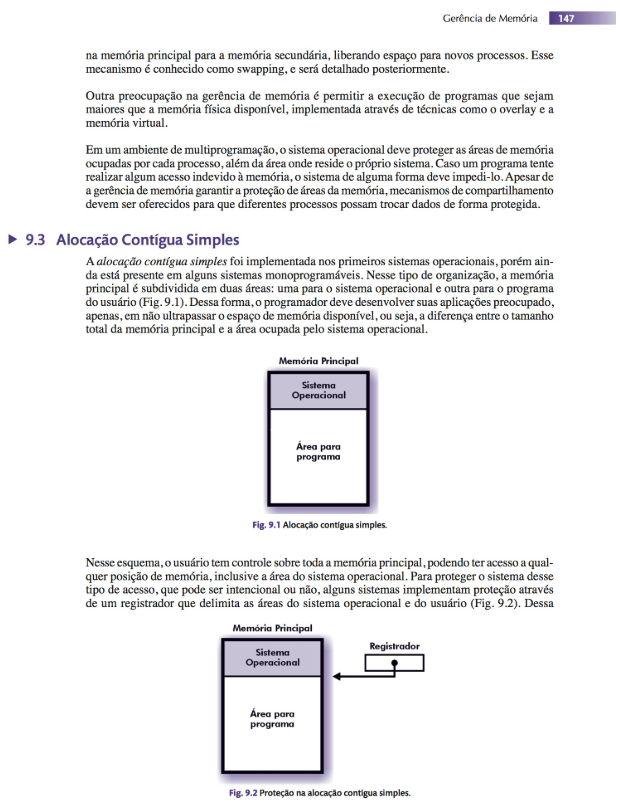 Gerência de Memória 147
na memória principal para a memória secundária, liberando espaço para novos processos. Esse
mecanismo é conhecido como swapping, e será detalhado posteriormente.
Outra preocupação na gerência de memória é permitir a execução de programas que sejam
maiores que a memória física disponível, implementada através de técnicas como o overlay e a
memória virtual.
Em um ambiente de multiprogramação, o sistema operacional deve proteger as áreas de memória
ocupadas por cada processo, além da área onde reside o próprio sistema. Caso um programa tente
realizar algum acesso indevido à memória, o sistema de alguma forma deve impedi-lo. Apesar de
a gerência de memória garantir a proteção de áreas da memória, mecanismos de compartilhamento
devem ser oferecidos para que diferentes processos possam trocar dados de forma protegida.
▶ 9.3 Alocação Contígua Simples
A alocação contígua simples foi implementada nos primeiros sistemas operacionais, porém ain-
da está presente em alguns sistemas monoprogramáveis. Nesse tipo de organização, a memória
principal é subdividida em duas áreas: uma para o sistema operacional e outra para o programa
do usuário (Fig. 9.1). Dessa forma, o programador deve desenvolver suas aplicações preocupado,
apenas, em não ultrapassar o espaço de memória disponível, ou seja, a diferença entre o tamanho
total da memória principal e a área ocupada pelo sistema operacional.
Memória Principal
Sistema
Operacional
Área para
programa
Fig. 9.1 Alocação contígua simples.
Nesse esquema, o usuário tem controle sobre toda a memória principal, podendo ter acesso a qual-
quer posição de memória, inclusive a área do sistema operacional. Para proteger o sistema desse
tipo de acesso, que pode ser intencional ou não, alguns sistemas implementam proteção através
de um registrador que delimita as áreas do sistema operacional e do usuário (Fig. 9.2). Dessa
Memória Principal
Sistema
Operacional
Registrador
Área para
programa
Fig. 9.2 Proteção na alocação contígua simples.